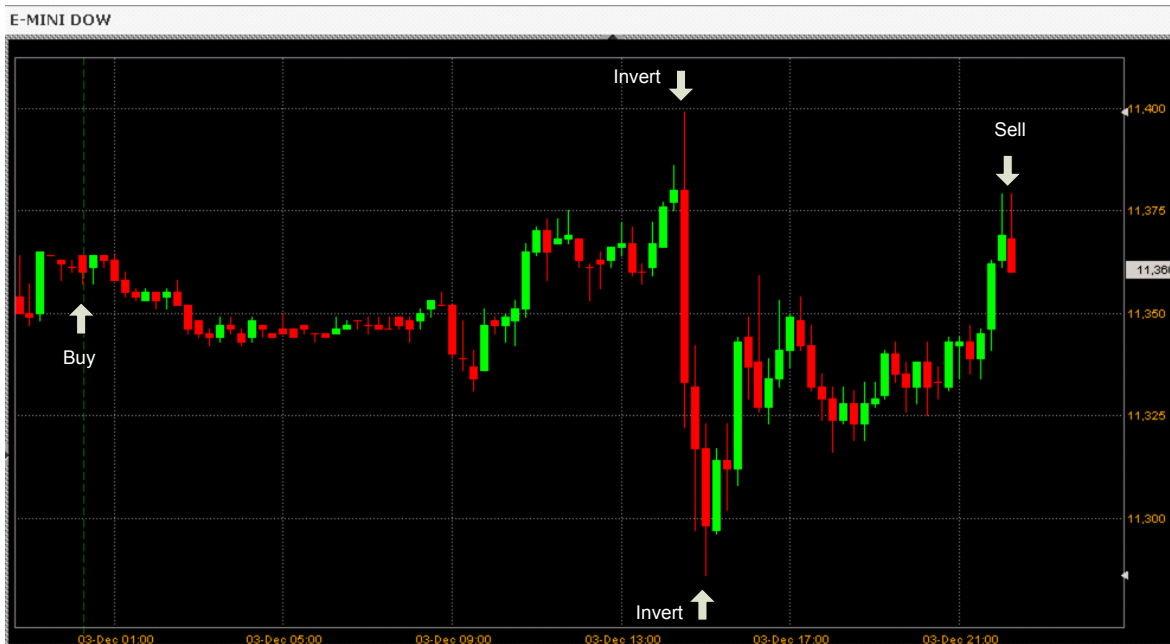 E-MINI DOW
Invert
11,400
Sell
11,375
11,360
11,350
Buy
11,325
11,300
Invert
03-Dec 01:00 03-Dec 05:00 03-Dec 09:00 03-Dec 13:00 03-Dec 17:00 03-Dec 21:00